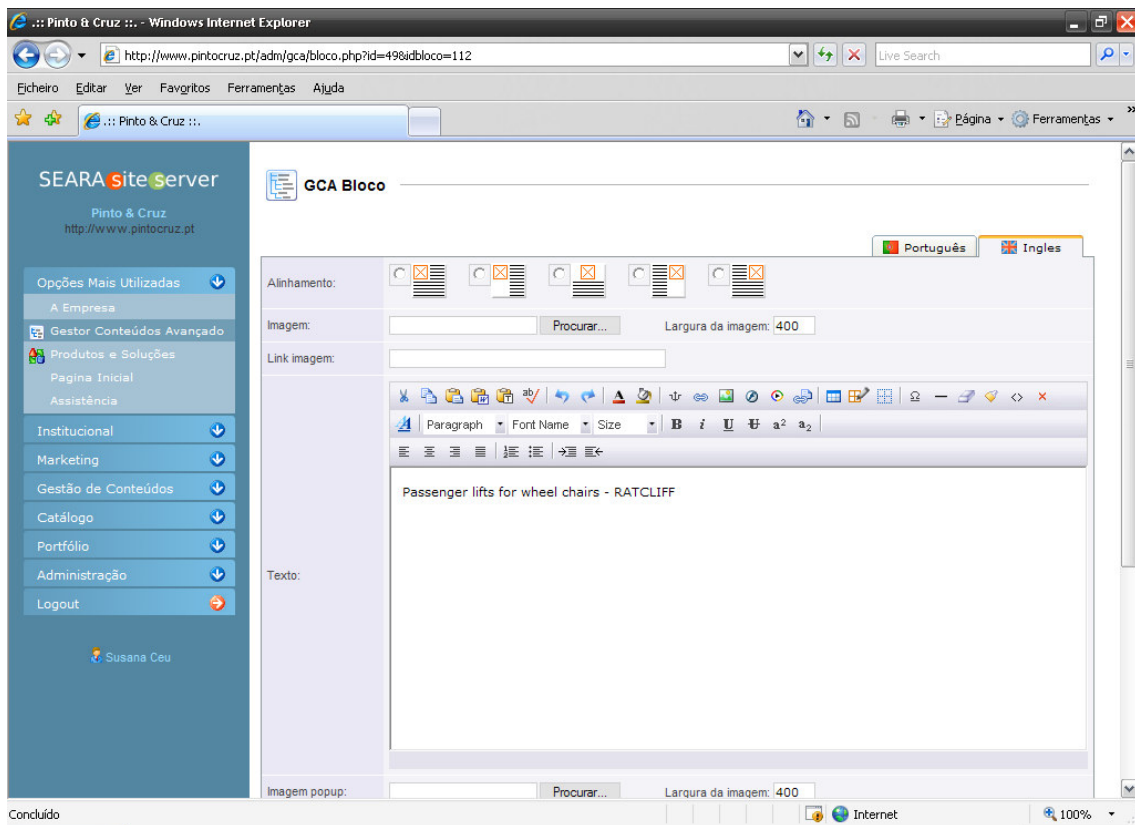 .:: Pinto & Cruz ::. - Windows Internet Explorer
http://www.pintocruz.pt/adm/gca/bloco.php?id=49&idbloco=112
Live Search
Ficheiro Editar Ver Favoritos Ferramentas Ajuda
.:: Pinto & Cruz ::.
Página Ferramentas »
SEARA site server
Pinto & Cruz
http://www.pintocruz.pt
Opções Mais Utilizadas
A Empresa
Gestor Conteúdos Avançado
Produtos e Soluções
Pagina Inicial
Assistência
Institucional
Marketing
Gestão de Conteúdos
Catálogo
Portfólio
Administração
Logout
Susana Ceu
GCA Bloco
Português Ingles
Alinhamento:
Imagem: Procurar... Largura da imagem: 400
Link imagem:
Paragraph Font Name Size B i U U a² a₂
Texto:
Passenger lifts for wheel chairs - RATCLIFF
Imagem popup: Procurar... Largura da imagem: 400
Concluído Internet 100%